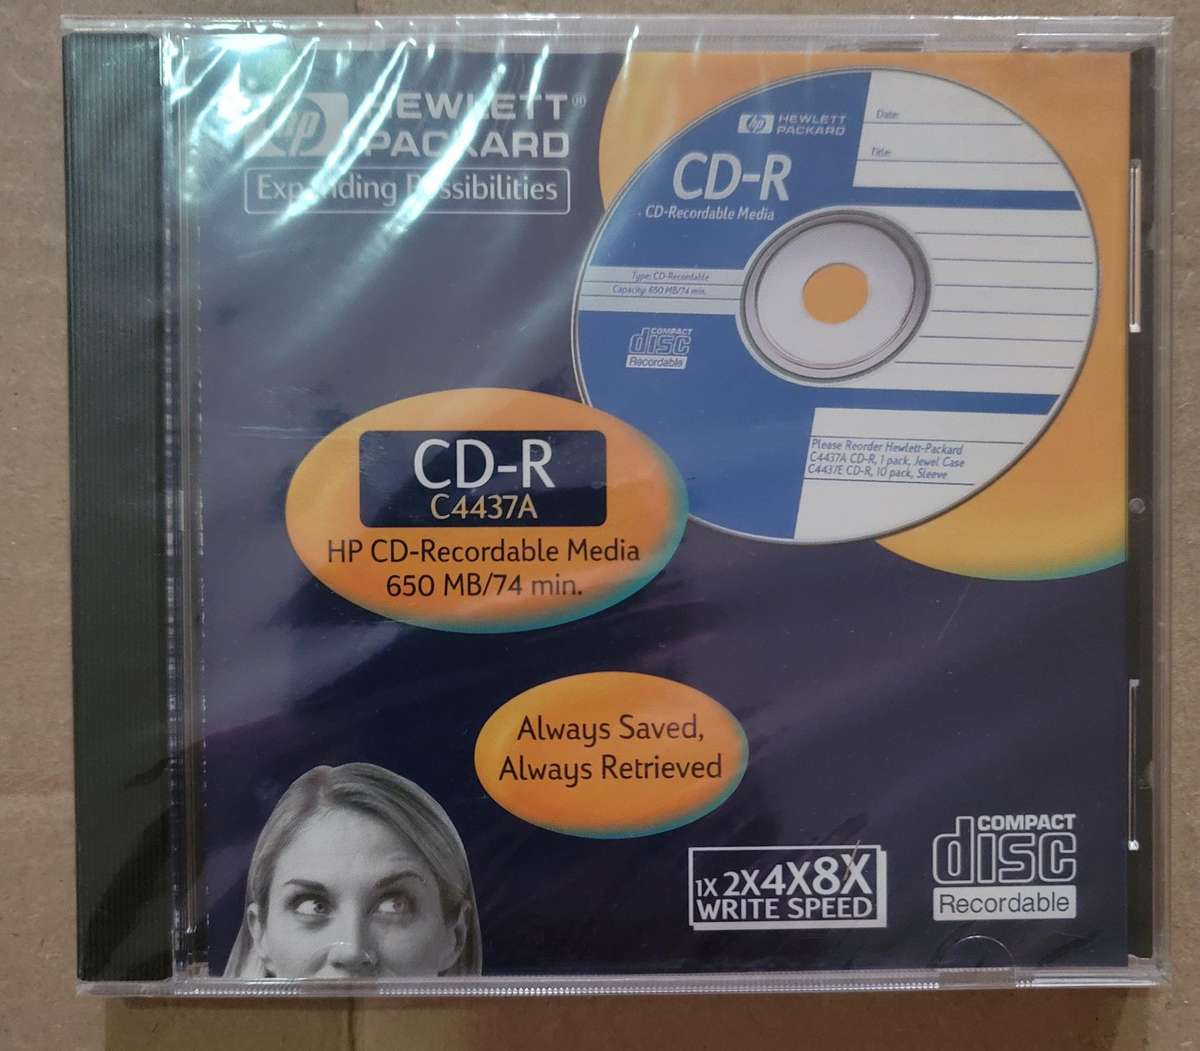 hp HEWLETT®
PACKARD
Expanding Possibilities
hp HEWLETT
PACKARD
CD-R
CD-Recordable Media
Date:
Title:
Type: CD-Recordable
Capacity: 650 MB/74 min.
COMPACT
disc
Recordable
Please Reorder Hewlett-Packard
C4437A CD-R, 1 pack, Jewel Case
C4437E CD-R, 10 pack, Sleeve
CD-R
C4437A
HP CD-Recordable Media
650 MB/74 min.
Always Saved,
Always Retrieved
1X 2X4X8X
WRITE SPEED
COMPACT
disc
Recordable